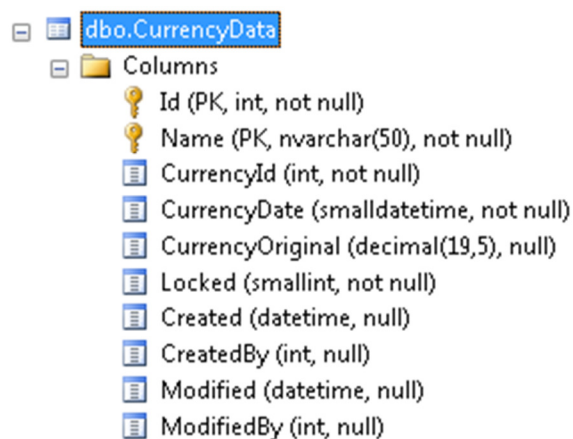 dbo.CurrencyData
Columns
Id (PK, int, not null)
Name (PK, nvarchar(50), not null)
CurrencyId (int, not null)
CurrencyDate (smalldatetime, not null)
CurrencyOriginal (decimal(19,5), null)
Locked (smallint, not null)
Created (datetime, null)
CreatedBy (int, null)
Modified (datetime, null)
ModifiedBy (int, null)